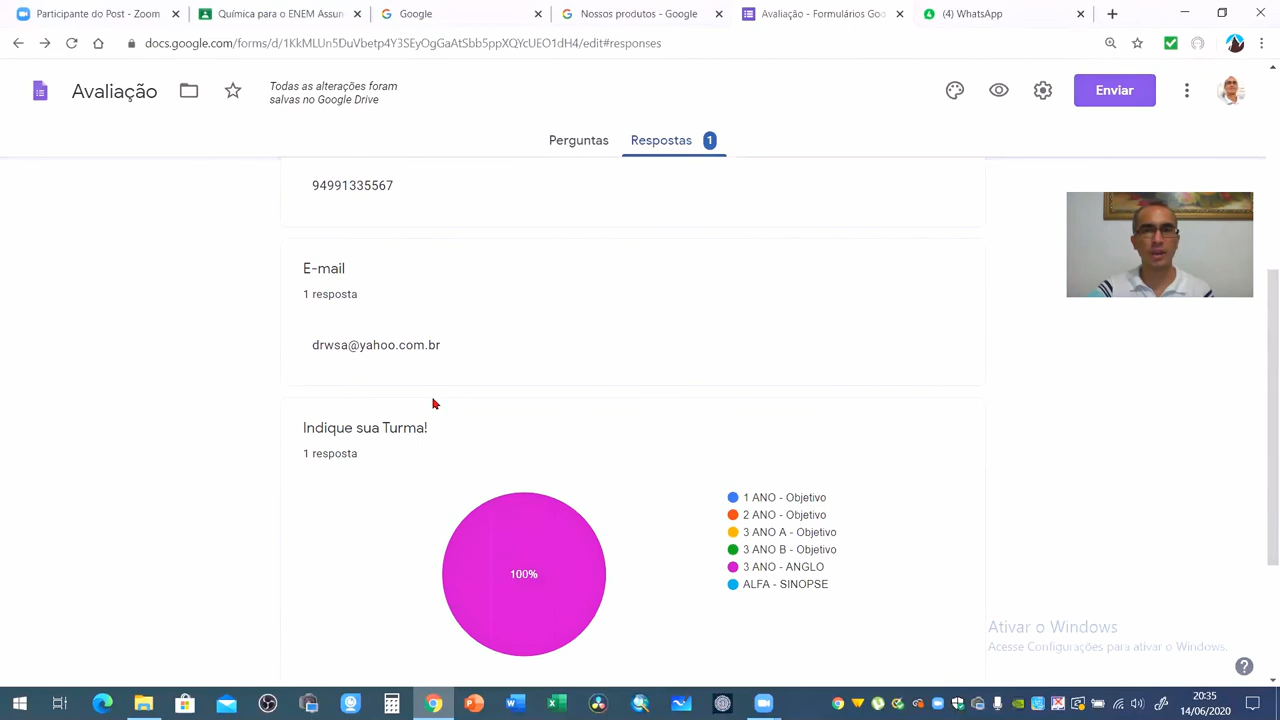 Participante do Post - Zoom
Química para o ENEM Assun
Google
Nossos produtos - Google
Avaliação - Formulários Goo
(4) WhatsApp
docs.google.com/forms/d/1KkMLUn5DuVbetp4Y3SEyOgGaAtSbb5ppXQYcUEO1dH4/edit#responses
Avaliação
Todas as alterações foram
salvas no Google Drive
Enviar
Perguntas
Respostas
1
94991335567
E-mail
1 resposta
drwsa@yahoo.com.br
Indique sua Turma!
1 resposta
100%
1 ANO - Objetivo
2 ANO - Objetivo
3 ANO A - Objetivo
3 ANO B - Objetivo
3 ANO - ANGLO
ALFA - SINOPSE
Ativar o Windows
Acesse Configurações para ativar o Windows.
20:35
14/06/2020